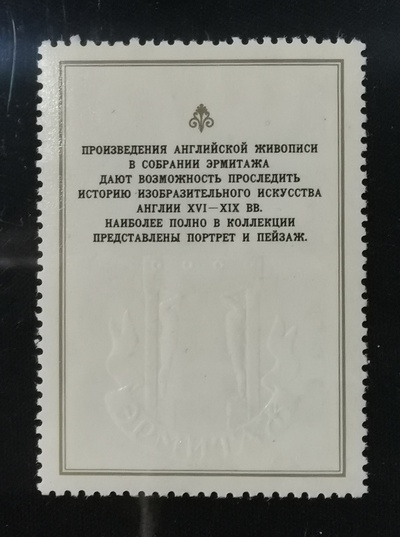 ПРОИЗВЕДЕНИЯ АНГЛИЙСКОЙ ЖИВОПИСИ
В СОБРАНИИ ЭРМИТАЖА
ДАЮТ ВОЗМОЖНОСТЬ ПРОСЛЕДИТЬ
ИСТОРИЮ ИЗОБРАЗИТЕЛЬНОГО ИСКУССТВА
АНГЛИИ XVI—XIX ВВ.
НАИБОЛЕЕ ПОЛНО В КОЛЛЕКЦИИ
ПРЕДСТАВЛЕНЫ ПОРТРЕТ И ПЕЙЗАЖ.